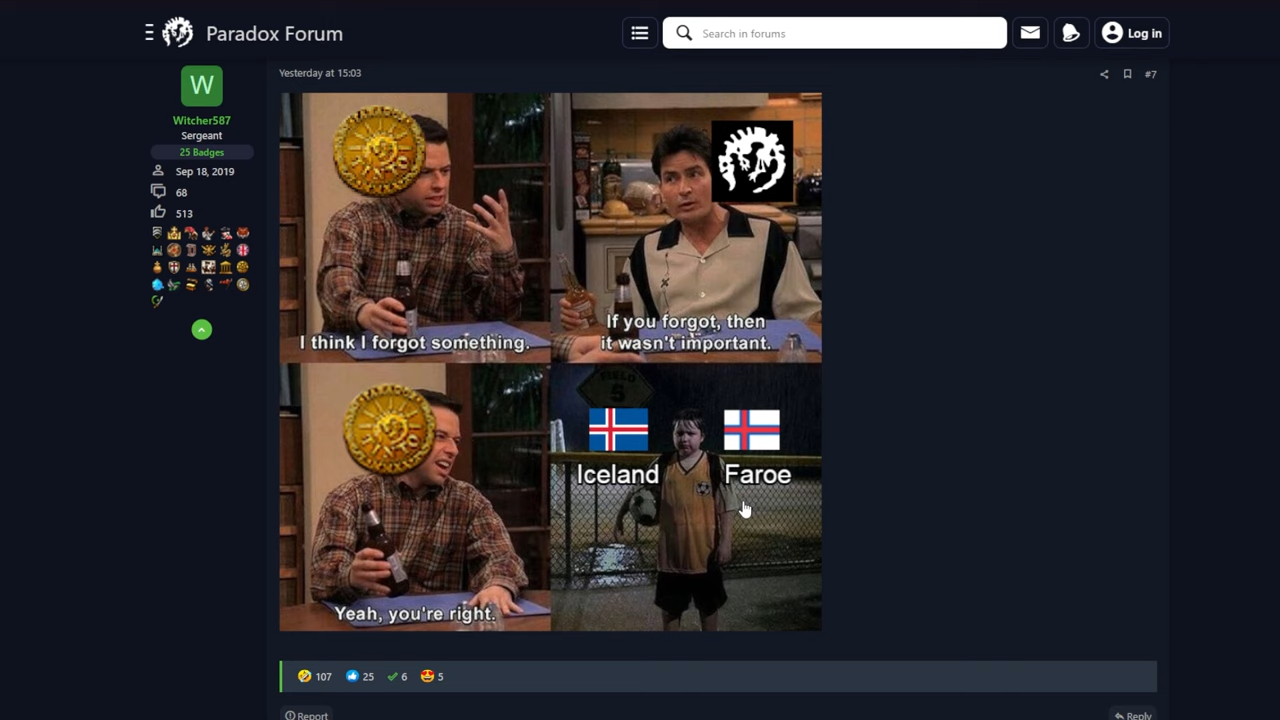 Paradox Forum
Search in forums
Log in
W
Witcher587
Sergeant
25 Badges
Sep 18, 2019
68
513
Yesterday at 15:03
#7
I think I forgot something.
If you forgot, then
it wasn't important.
FIELD
5
Iceland
Faroe
Yeah, you're right.
107
25
6
5
Report
Reply